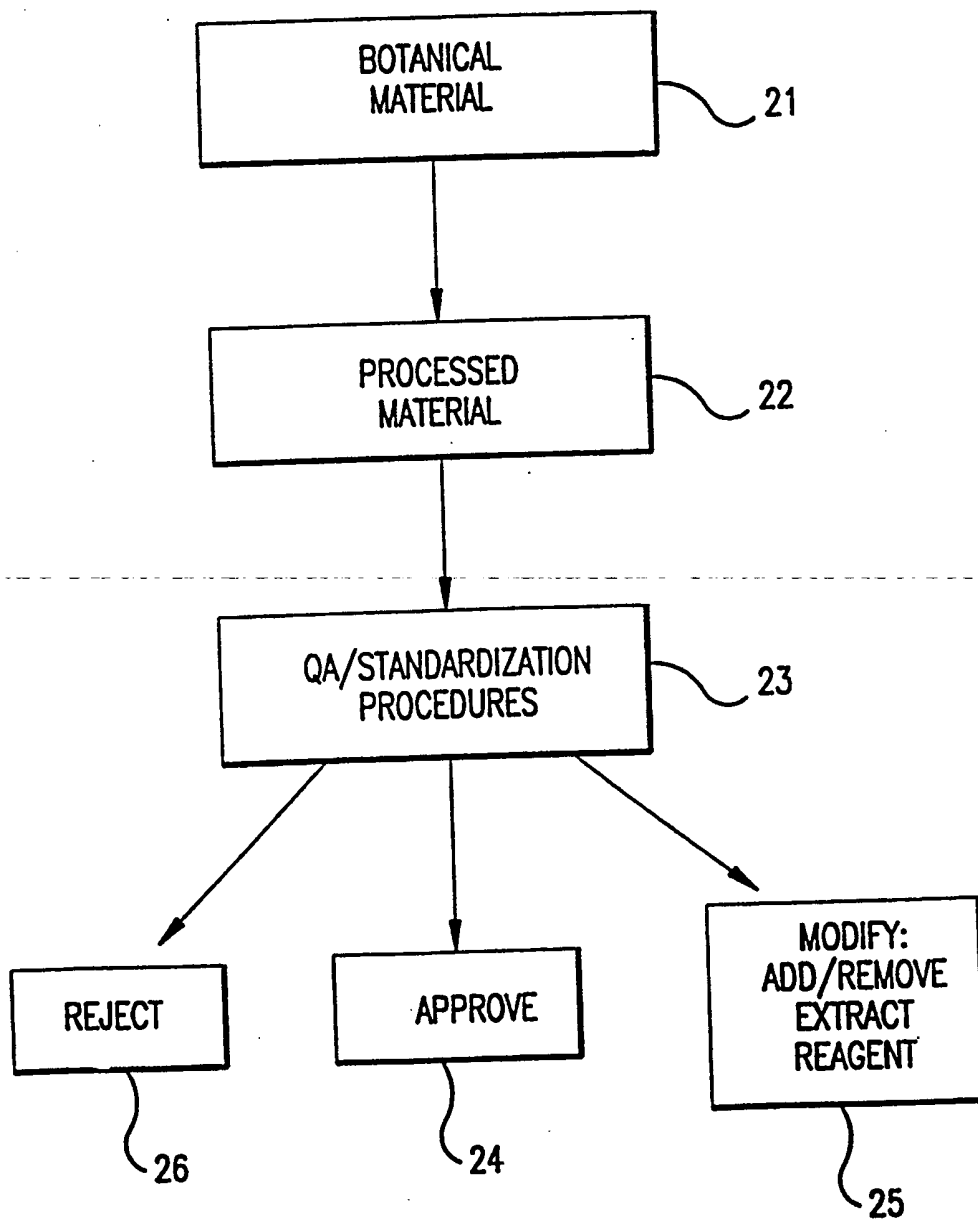 BOTANICAL
MATERIAL
21
PROCESSED
MATERIAL
22
QA/STANDARDIZATION
PROCEDURES
23
REJECT
26
APPROVE
24
MODIFY:
ADD/REMOVE
EXTRACT
REAGENT
25